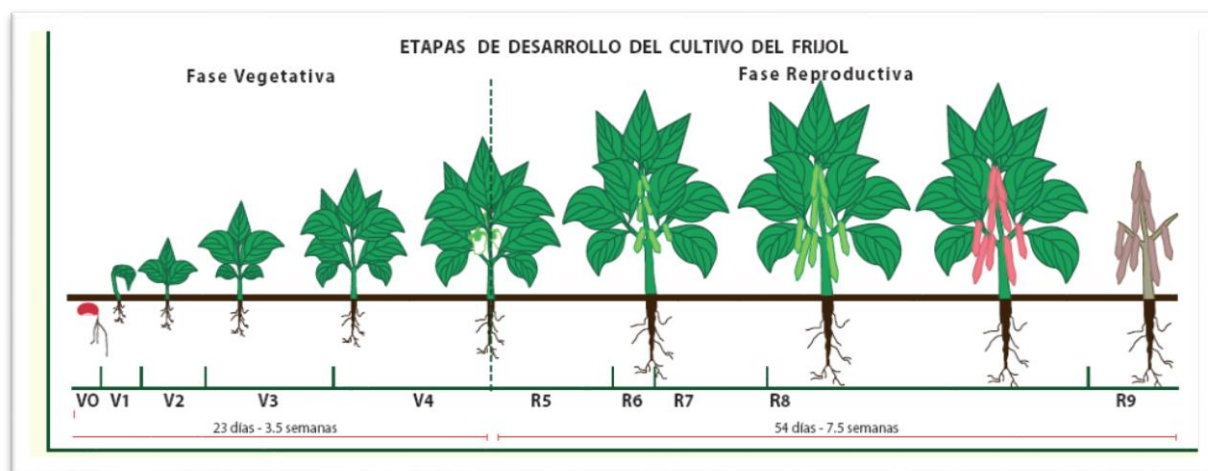 ETAPAS DE DESARROLLO DEL CULTIVO DEL FRIJOL
Fase Vegetativa
Fase Reproductiva
V0 V1 V2 V3 V4 R5 R6 R7 R8 R9
23 días - 3.5 semanas
54 días - 7.5 semanas